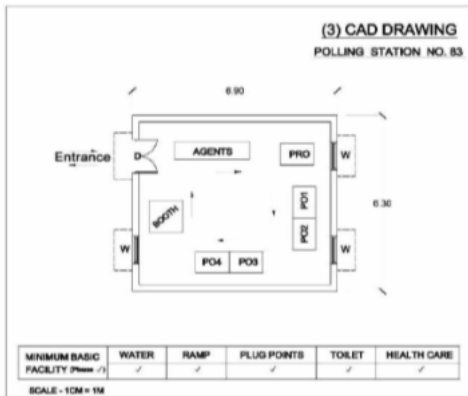 (3) CAD DRAWING
POLLING STATION NO. 83
6.90
Entrance
D
AGENTS
PRO
W
6.30
PO1
BOOTH
PO2
W
W
PO4 PO3
MINIMUM BASIC FACILITY (Please ✓) WATER RAMP PLUG POINTS TOILET HEALTH CARE
✓ ✓ ✓ ✓ ✓
SCALE - 1CM = 1M